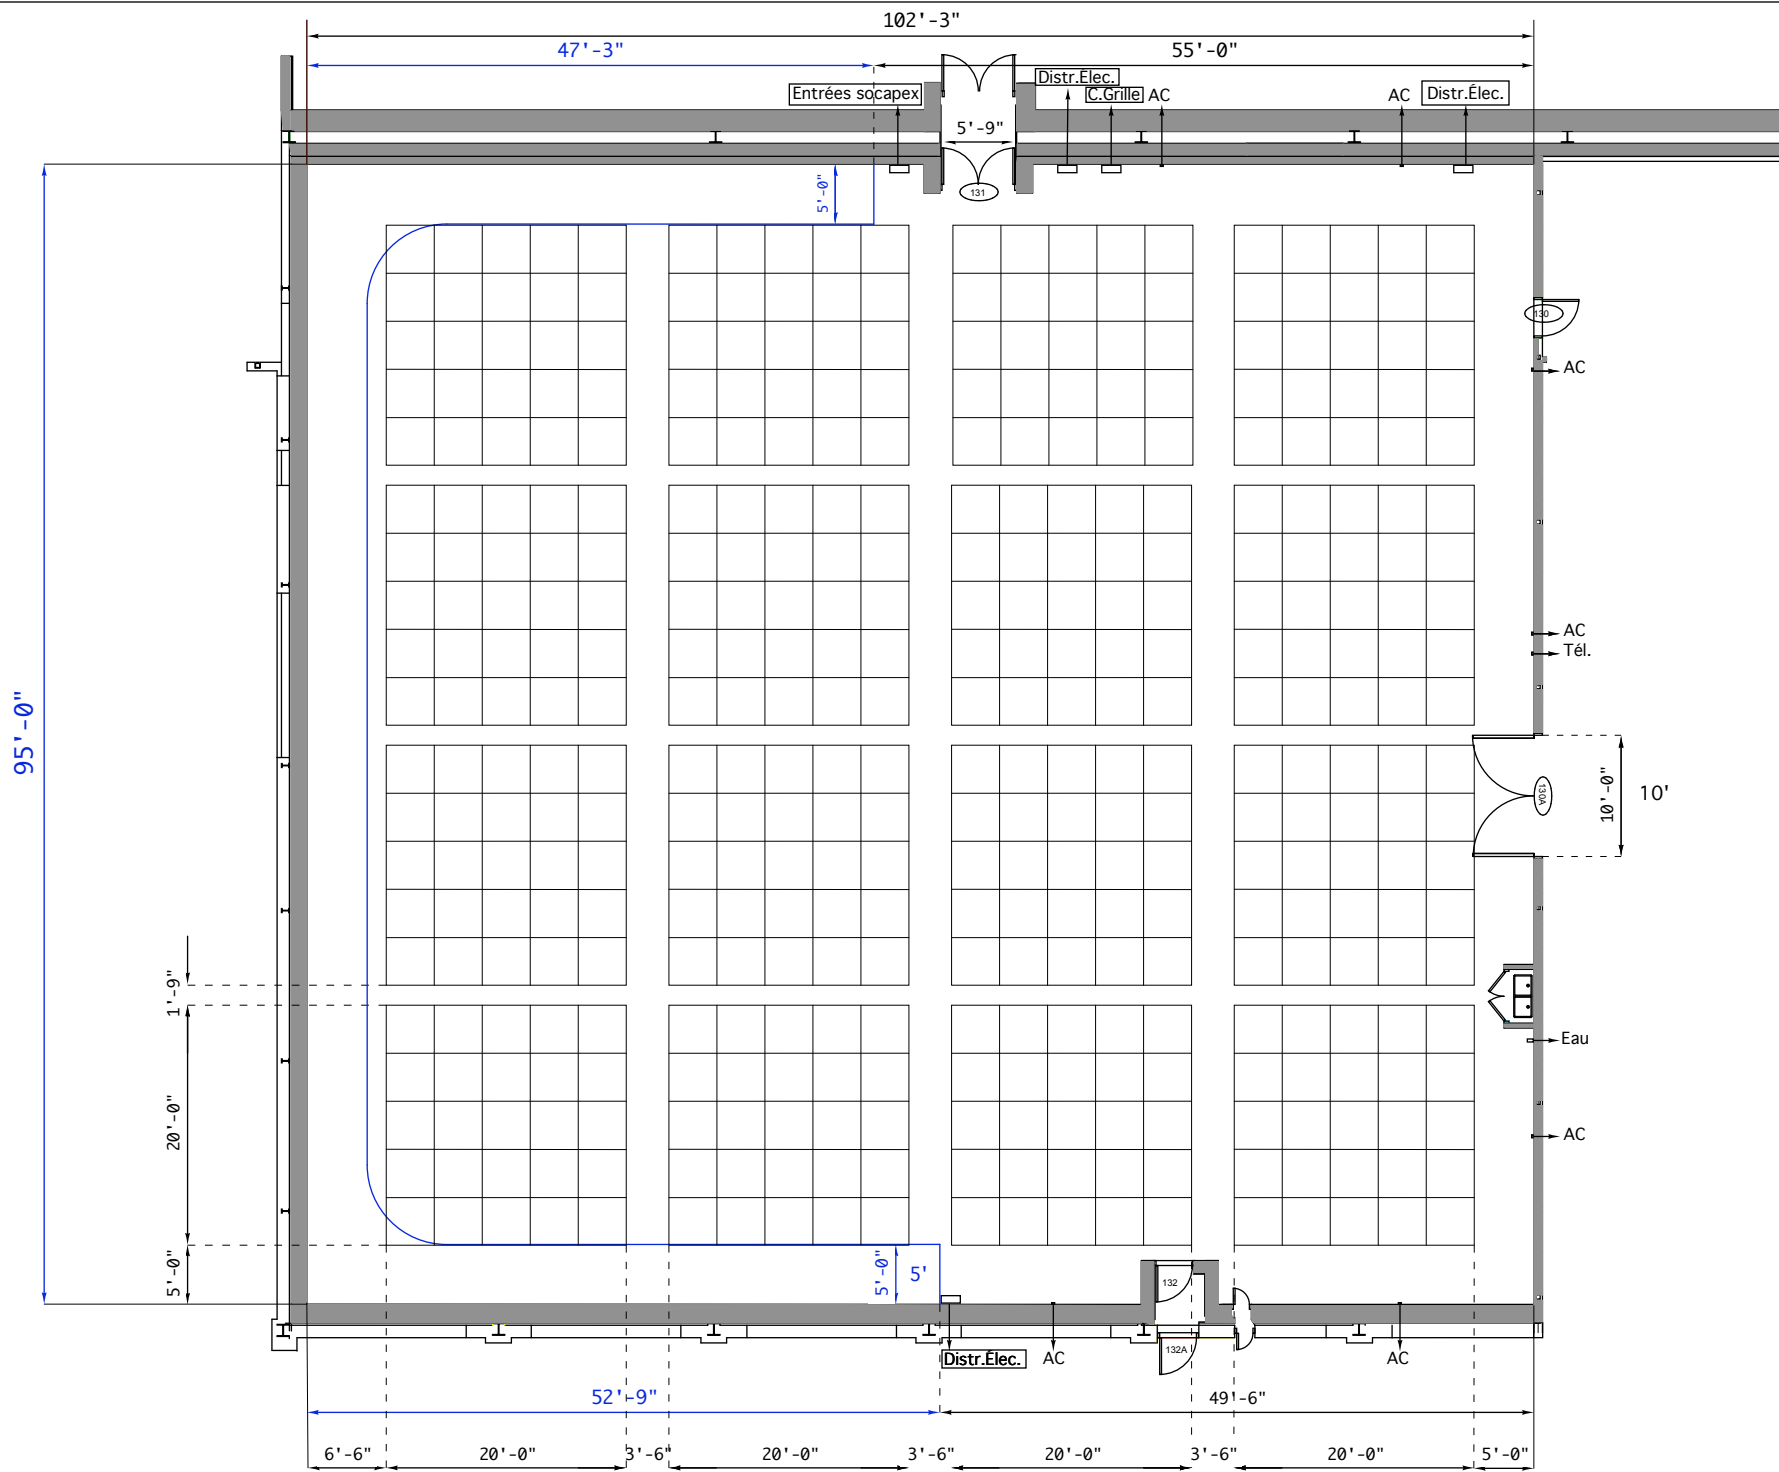 102'-3"
47'-3"
55'-0"
Distr.Élec.
Entrées socapex
C.Grille
AC
AC
Distr.Élec.
5'-9"
5'-0"
131
130
AC
AC
Tél.
95'-0"
10'-0"
10'
130A
1'-9"
Eau
20'-0"
AC
5'-0"
5'-0"
5'
132
132A
Distr.Élec.
AC
AC
52'-9"
49'-6"
6'-6"
20'-0"
3'-6"
20'-0"
3'-6"
20'-0"
3'-6"
20'-0"
5'-0"